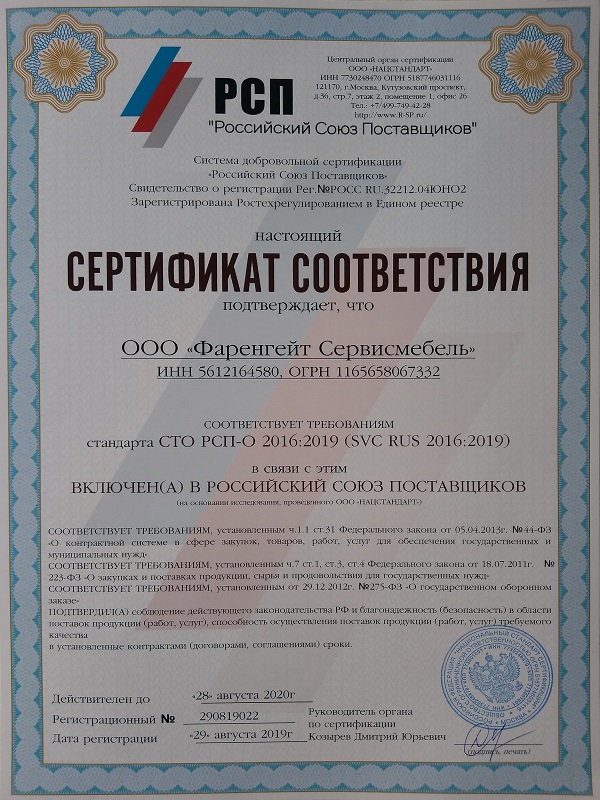 РСП
"Российский Союз Поставщиков"
Центральный орган сертификации
ООО «НАЦСТАНДАРТ»
ИНН 7730248470 ОГРН 5187746031116
121170, г.Москва, Кутузовский проспект,
д.36, стр.7, этаж 2, помещение 1, офис 26
Тел.: +7/499-749-42-28
http://www.R-SP.ru/
Система добровольной сертификации
«Российский Союз Поставщиков»
Свидетельство о регистрации Рег.№РОСС RU.32212.04ЮНО2
Зарегистрирована Ростехрегулированием в Едином реестре
настоящий
СЕРТИФИКАТ СООТВЕТСТВИЯ
подтверждает, что
ООО «Фаренгейт Сервисмебель»
ИНН 5612164580, ОГРН 1165658067332
СООТВЕТСТВУЕТ ТРЕБОВАНИЯМ
стандарта СТО РСП-О 2016:2019 (SVC RUS 2016:2019)
в связи с этим
ВКЛЮЧЕН(А) В РОССИЙСКИЙ СОЮЗ ПОСТАВЩИКОВ
(на основании исследования, проведенного ООО «НАЦСТАНДАРТ»)
СООТВЕТСТВУЕТ ТРЕБОВАНИЯМ, установленным ч.1.1 ст.31 Федерального закона от 05.04.2013г. №44-ФЗ
«О контрактной системе в сфере закупок, товаров, работ, услуг для обеспечения государственных и
муниципальных нужд»
СООТВЕТСТВУЕТ ТРЕБОВАНИЯМ, установленным ч.7 ст.1, ст.3, ст.4 Федерального закона от 18.07.2011г. №
223-ФЗ «О закупках и поставках продукции, сырья и продовольствия для государственных нужд»
СООТВЕТСТВУЕТ ТРЕБОВАНИЯМ, установленным от 29.12.2012г. №275-ФЗ «О государственном оборонном
заказе»
ПОДТВЕРДИЛ(А) соблюдение действующего законодательства РФ и благонадежность (безопасность) в области
поставок продукции (работ, услуг), способность осуществления поставок продукции (работ, услуг) требуемого
качества
в установленные контрактами (договорами, соглашениями) сроки.
Действителен до «28» августа 2020г
Регистрационный № 290819022
Дата регистрации «29» августа 2019г
Руководитель органа
по сертификации
Козырев Дмитрий Юрьевич
(подпись, печать)